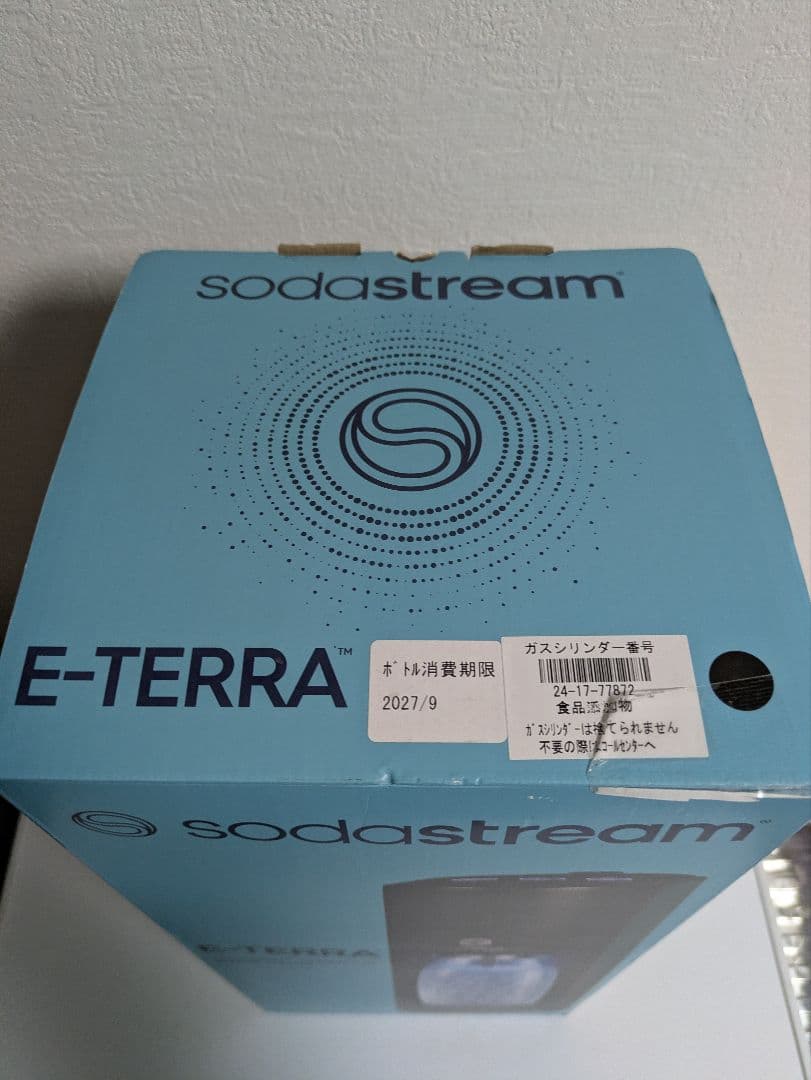 sodastream
E-TERRA™
ﾎﾞﾄﾙ消費期限
2027/9
ガスシリンダー番号
24-17-77872
食品添加物
ｶﾞｽｼﾘﾝﾀﾞｰは捨てられません
不要の際はｺｰﾙｾﾝﾀｰへ
sodastream®
E-TERRA